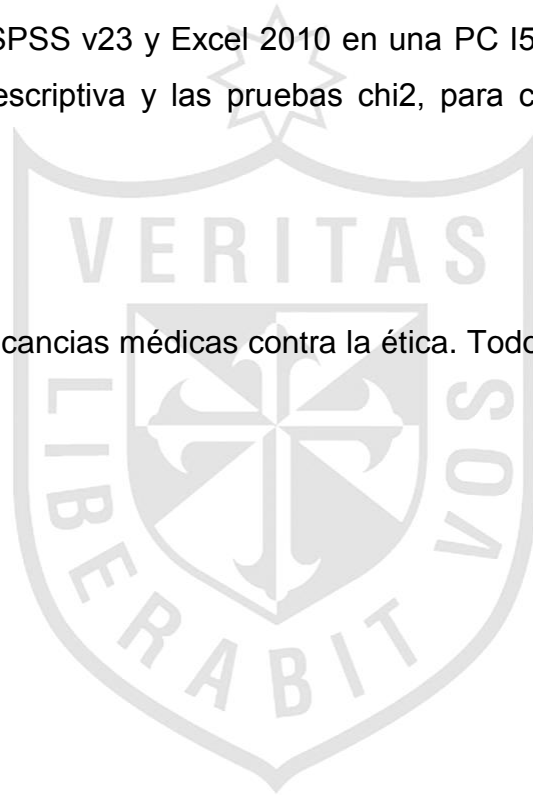 SPSS v23 y Excel 2010 en una PC I5
escriptiva y las pruebas chi2, para c
VERITAS
cancias médicas contra la ética. Todo
LIBERABIT VOS